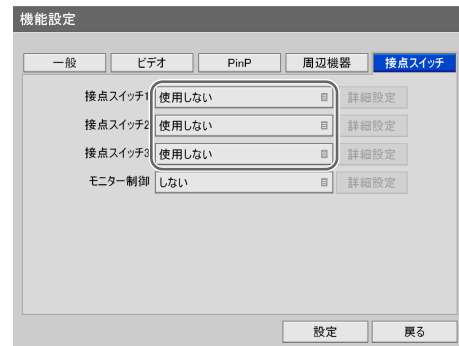 機能設定
一般 ビデオ PinP 周辺機器 接点スイッチ
接点スイッチ1 使用しない 詳細設定
接点スイッチ2 使用しない 詳細設定
接点スイッチ3 使用しない 詳細設定
モニター制御 しない 詳細設定
設定 戻る